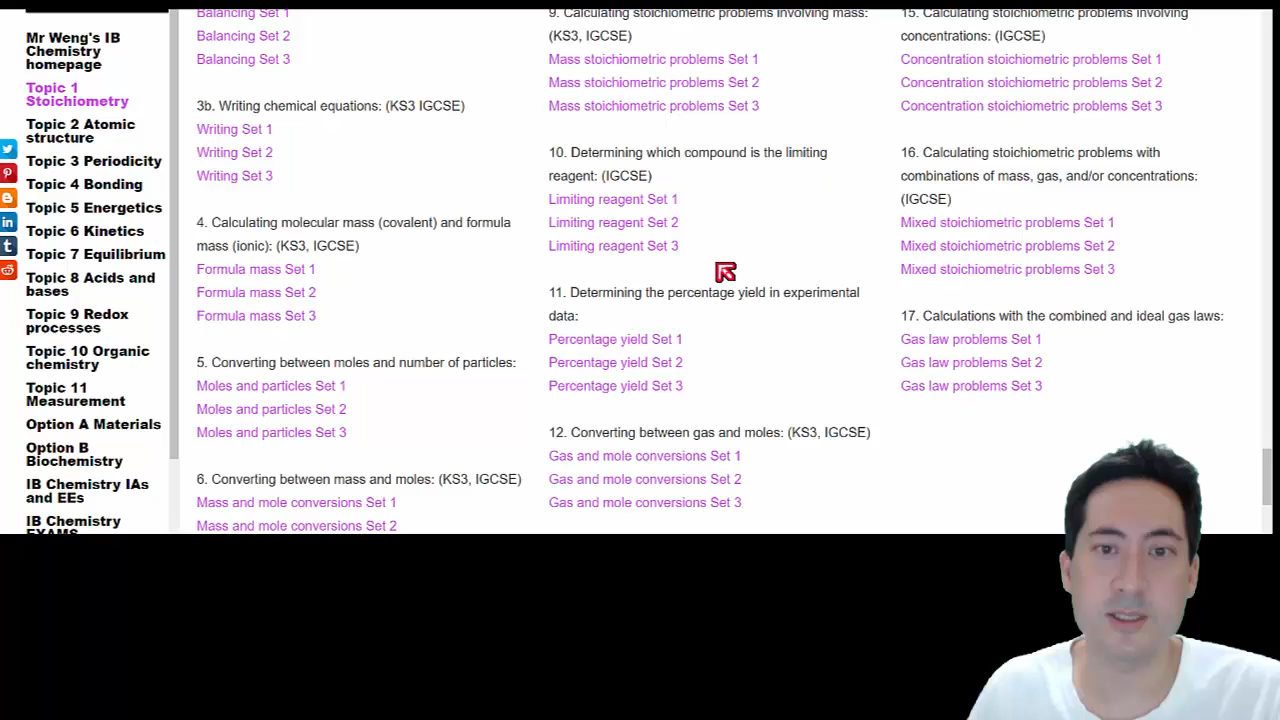 Mr Weng's IB
Chemistry
homepage
Topic 1
Stoichiometry
Topic 2 Atomic
structure
Topic 3 Periodicity
Topic 4 Bonding
Topic 5 Energetics
Topic 6 Kinetics
Topic 7 Equilibrium
Topic 8 Acids and
bases
Topic 9 Redox
processes
Topic 10 Organic
chemistry
Topic 11
Measurement
Option A Materials
Option B
Biochemistry
IB Chemistry IAs
and EEs
IB Chemistry
EXAMS
Balancing Set 1
Balancing Set 2
Balancing Set 3
3b. Writing chemical equations: (KS3 IGCSE)
Writing Set 1
Writing Set 2
Writing Set 3
4. Calculating molecular mass (covalent) and formula
mass (ionic): (KS3, IGCSE)
Formula mass Set 1
Formula mass Set 2
Formula mass Set 3
5. Converting between moles and number of particles:
Moles and particles Set 1
Moles and particles Set 2
Moles and particles Set 3
6. Converting between mass and moles: (KS3, IGCSE)
Mass and mole conversions Set 1
Mass and mole conversions Set 2
9. Calculating stoichiometric problems involving mass:
(KS3, IGCSE)
Mass stoichiometric problems Set 1
Mass stoichiometric problems Set 2
Mass stoichiometric problems Set 3
10. Determining which compound is the limiting
reagent: (IGCSE)
Limiting reagent Set 1
Limiting reagent Set 2
Limiting reagent Set 3
11. Determining the percentage yield in experimental
data:
Percentage yield Set 1
Percentage yield Set 2
Percentage yield Set 3
12. Converting between gas and moles: (KS3, IGCSE)
Gas and mole conversions Set 1
Gas and mole conversions Set 2
Gas and mole conversions Set 3
15. Calculating stoichiometric problems involving
concentrations: (IGCSE)
Concentration stoichiometric problems Set 1
Concentration stoichiometric problems Set 2
Concentration stoichiometric problems Set 3
16. Calculating stoichiometric problems with
combinations of mass, gas, and/or concentrations:
(IGCSE)
Mixed stoichiometric problems Set 1
Mixed stoichiometric problems Set 2
Mixed stoichiometric problems Set 3
17. Calculations with the combined and ideal gas laws:
Gas law problems Set 1
Gas law problems Set 2
Gas law problems Set 3